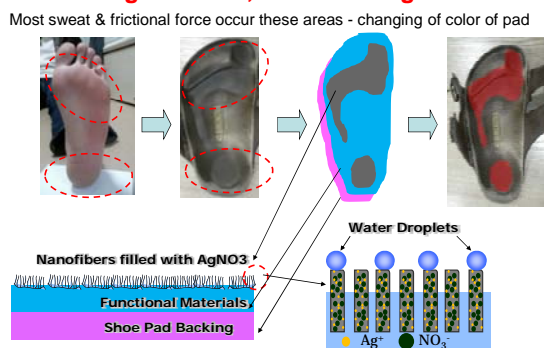 Most sweat & frictional force occur these areas - changing of color of pad
Water Droplets
Nanofibers filled with AgNO3
Functional Materials
Shoe Pad Backing
Ag⁺ NO₃⁻